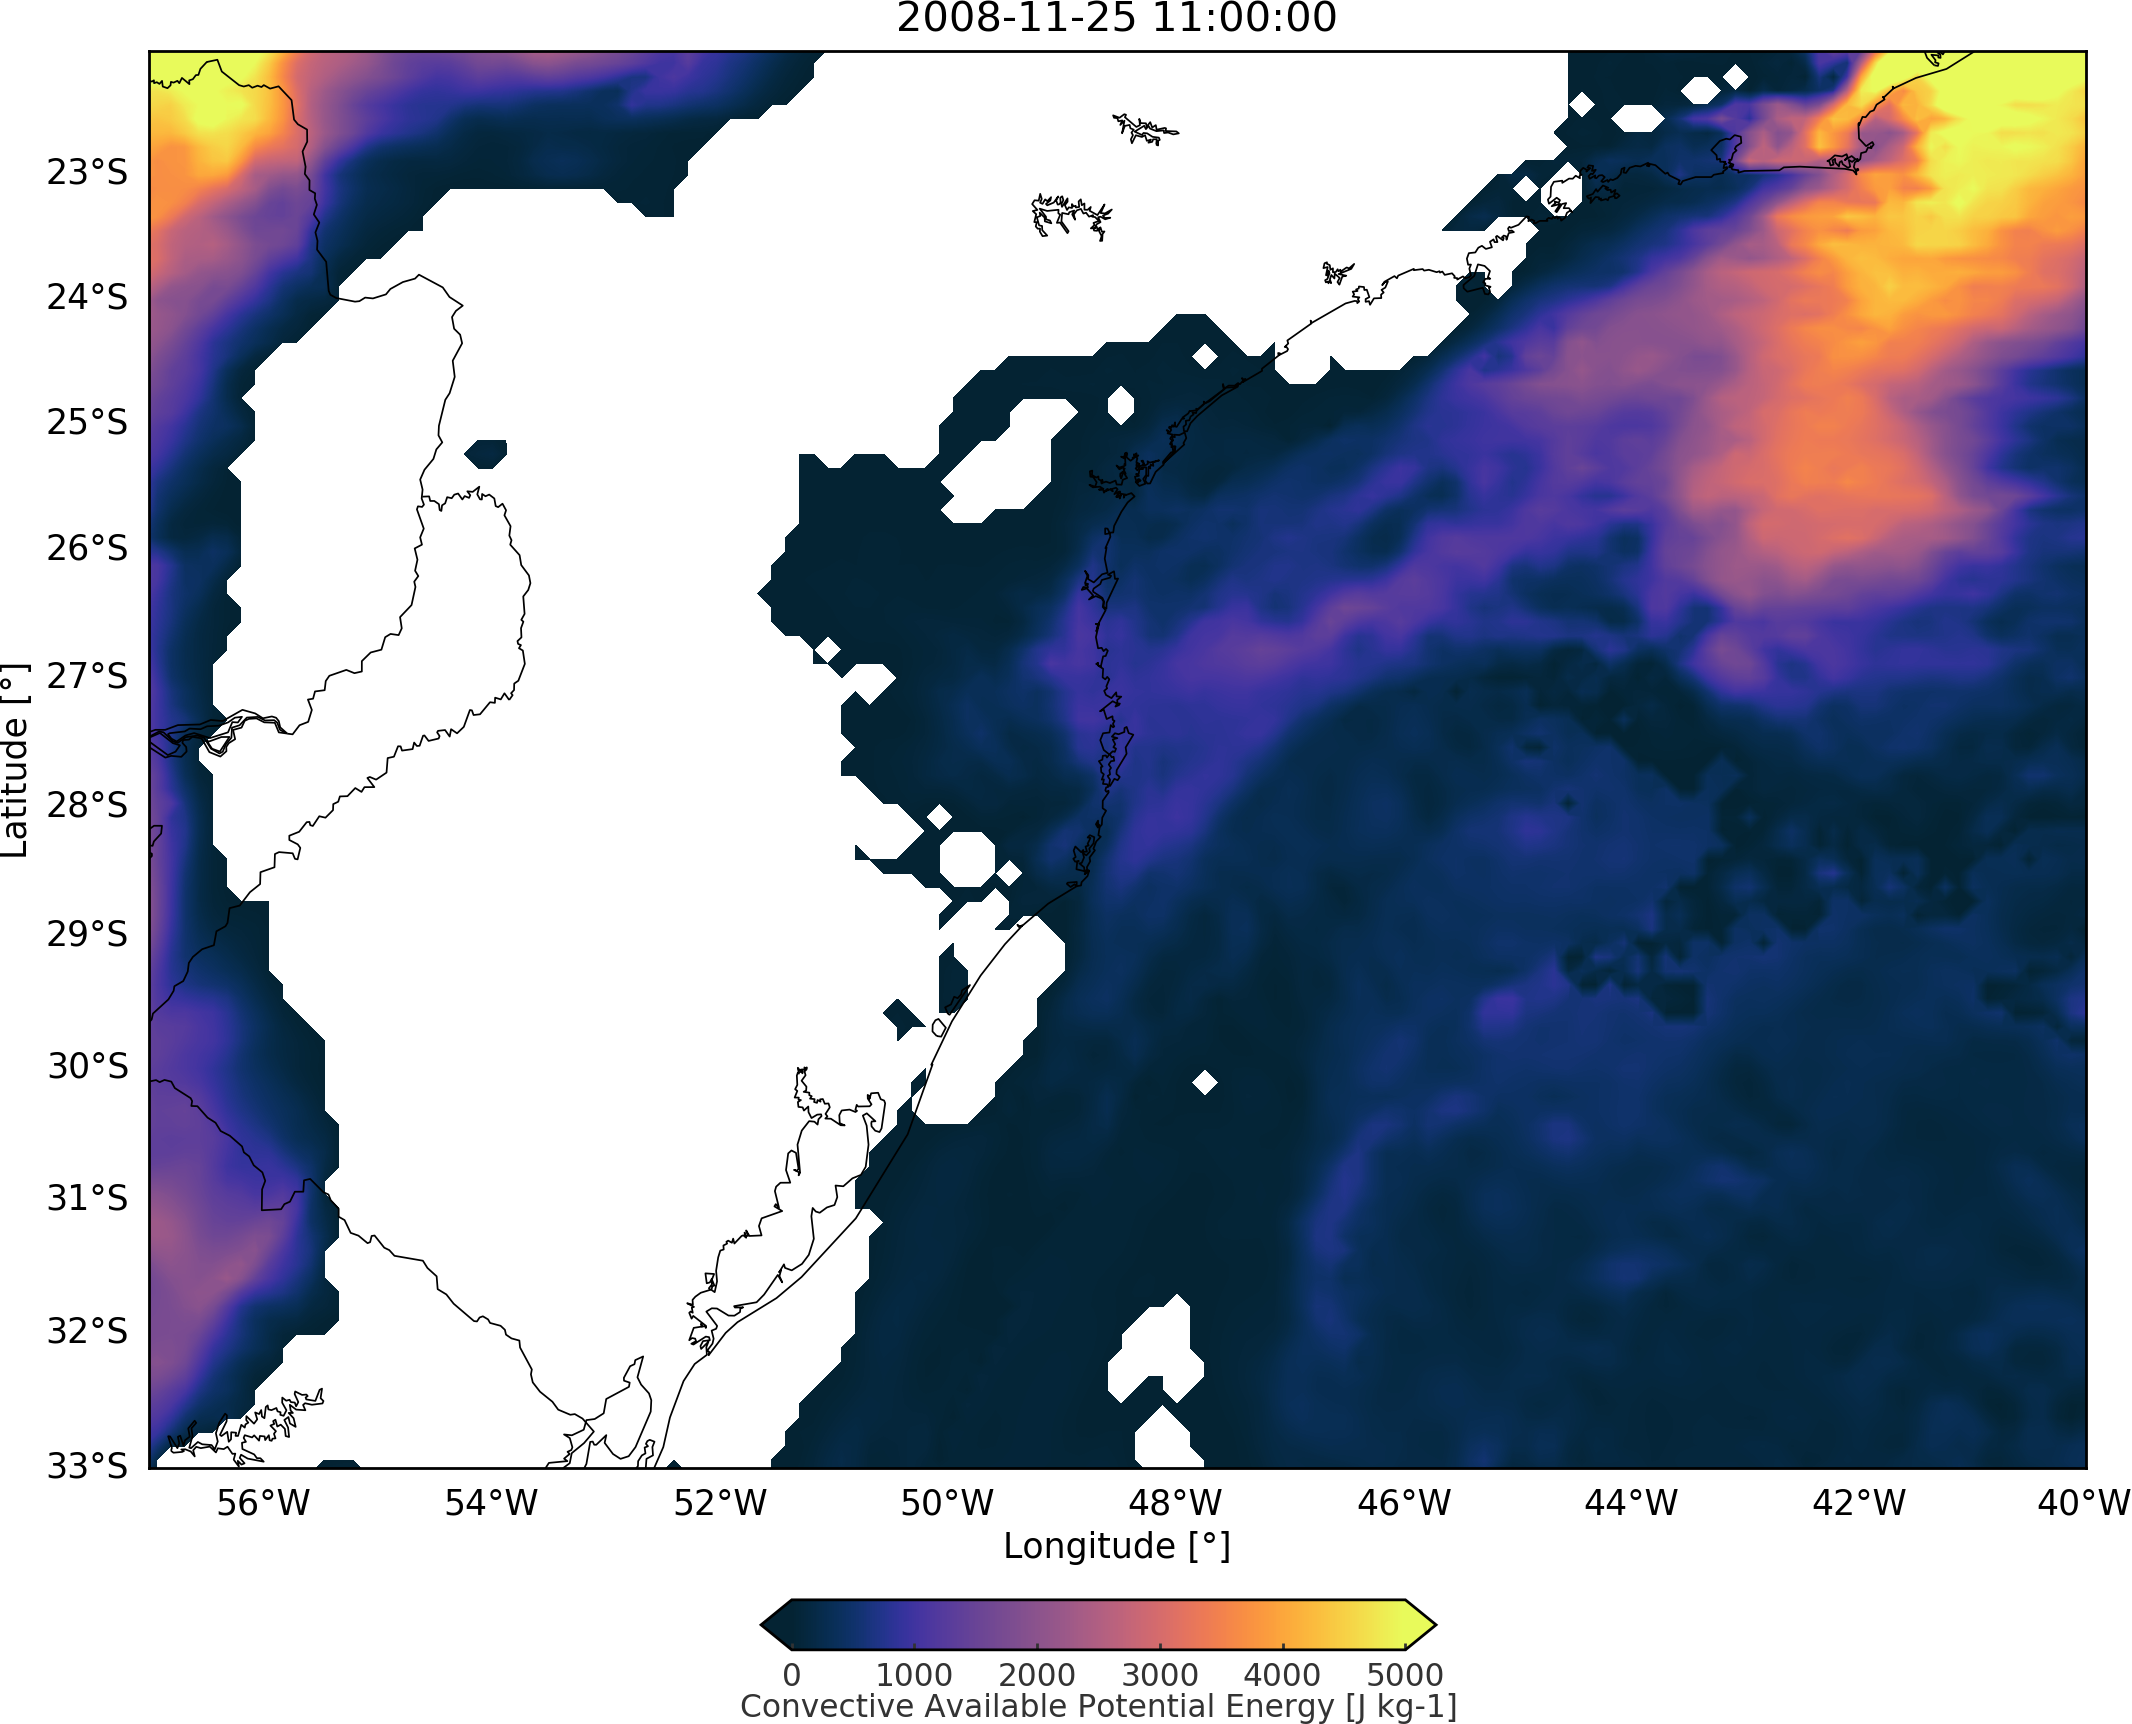 2008-11-25 11:00:00
23°S
24°S
25°S
26°S
27°S
28°S
29°S
30°S
31°S
32°S
33°S
Latitude [°]
56°W 54°W 52°W 50°W 48°W 46°W 44°W 42°W 40°W
Longitude [°]
0 1000 2000 3000 4000 5000
Convective Available Potential Energy [J kg-1]